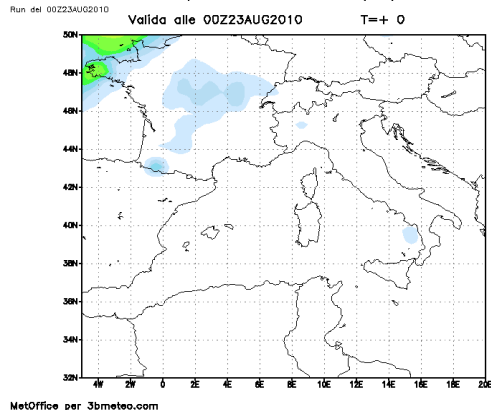 Run del 00Z23AUG2010
Valida alle 00Z23AUG2010 T=+ 0
50N
48N
46N
44N
42N
40N
38N
36N
34N
32N
4W 2W 0 2E 4E 6E 8E 10E 12E 14E 16E 18E 20E
MetOffice per 3bmeteo.com